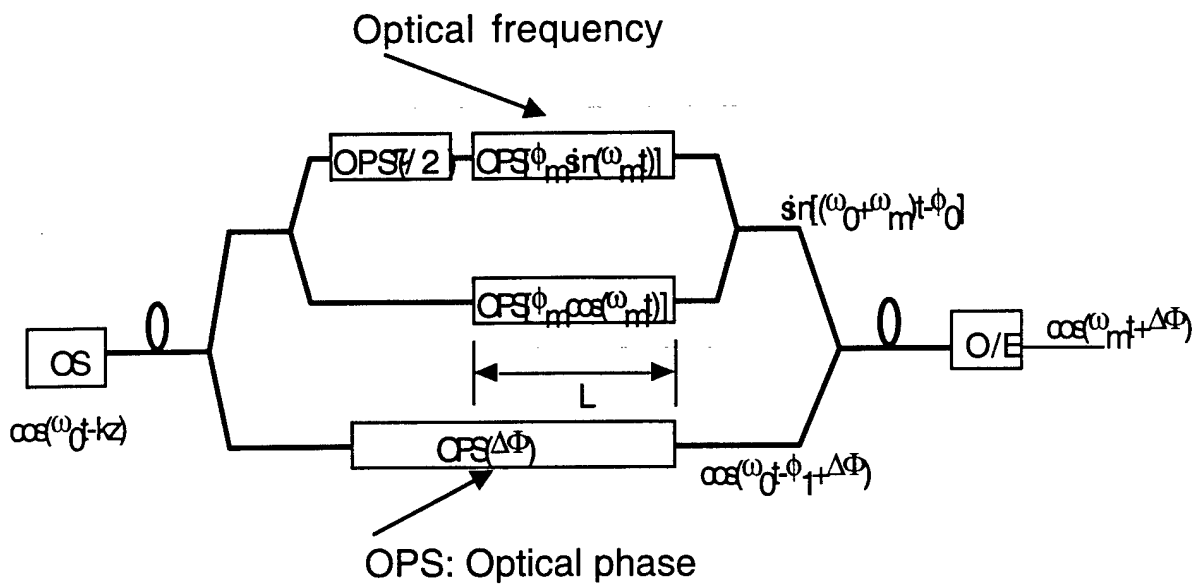 Optical frequency
OPS(π/2)
OPS[ϕmsin(ωmt)]
sin[(ω0+ωm)t-ϕ0]
OPS[ϕmcos(ωmt)]
OS
O/E
cos(ωmt+ΔΦ)
L
cos(ω0t-kz)
OPS(ΔΦ)
cos(ω0t-ϕ1+ΔΦ)
OPS: Optical phase